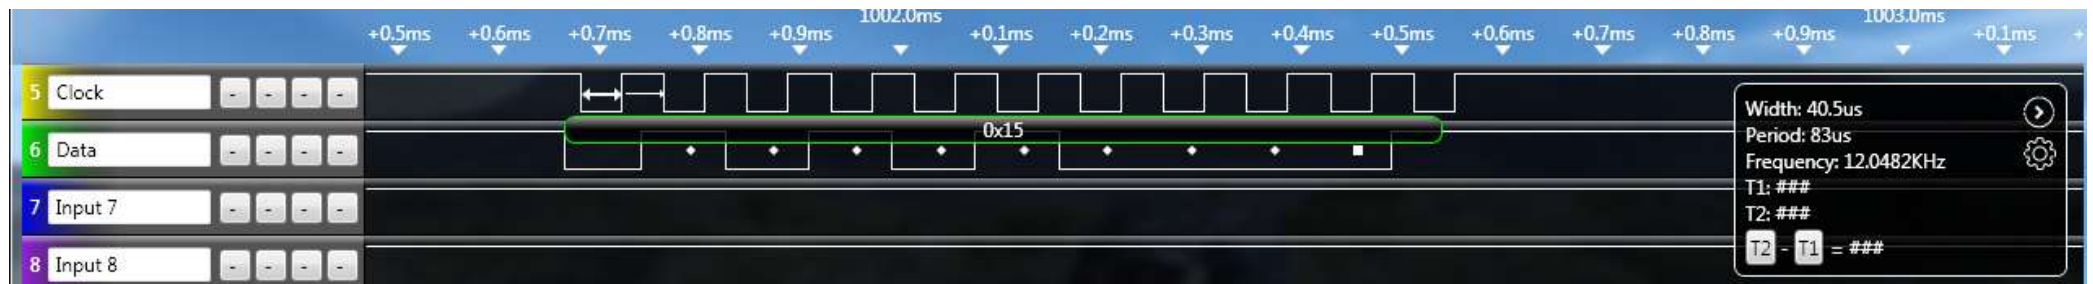 1002.0ms 1003.0ms
+0.5ms +0.6ms +0.7ms +0.8ms +0.9ms +0.1ms +0.2ms +0.3ms +0.4ms +0.5ms +0.6ms +0.7ms +0.8ms +0.9ms +0.1ms +
5 Clock - - - -
0x15
6 Data - - - -
7 Input 7 - - - -
8 Input 8 - - - -
Width: 40.5us
Period: 83us
Frequency: 12.0482KHz
T1: ###
T2: ###
T2 - T1 = ###